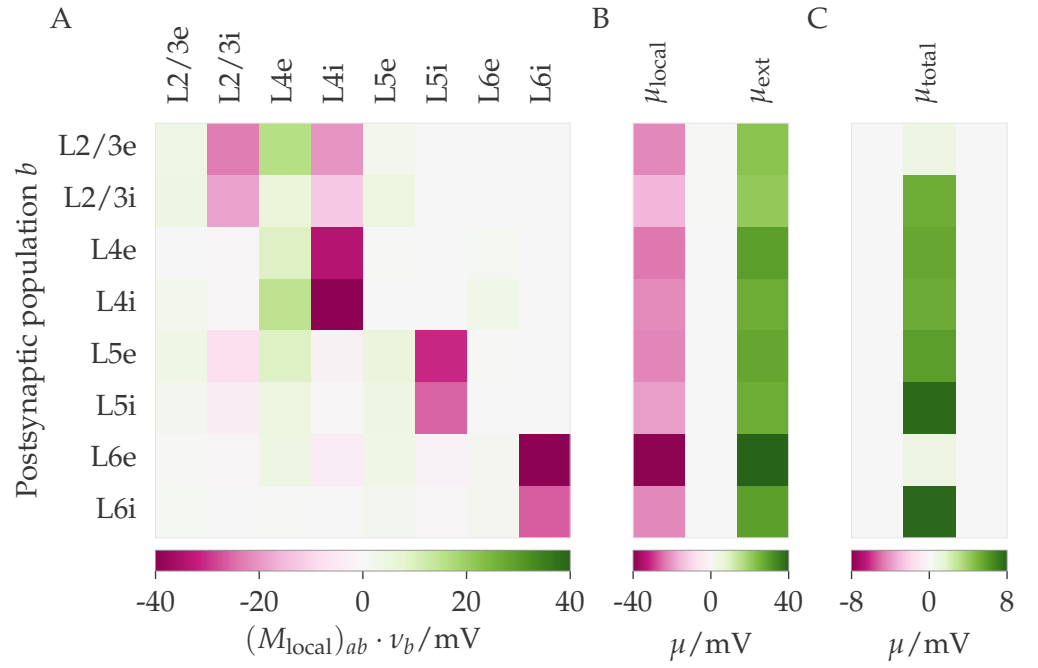 A
B
C
L2/3e
L2/3i
L4e
L4i
L5e
L5i
L6e
L6i
μlocal
μext
μtotal
Postsynaptic population b
L2/3e
L2/3i
L4e
L4i
L5e
L5i
L6e
L6i
-40 -20 0 20 40
-40 0 40
-8 0 8
(Mlocal)ab · νb/mV
μ/mV
μ/mV